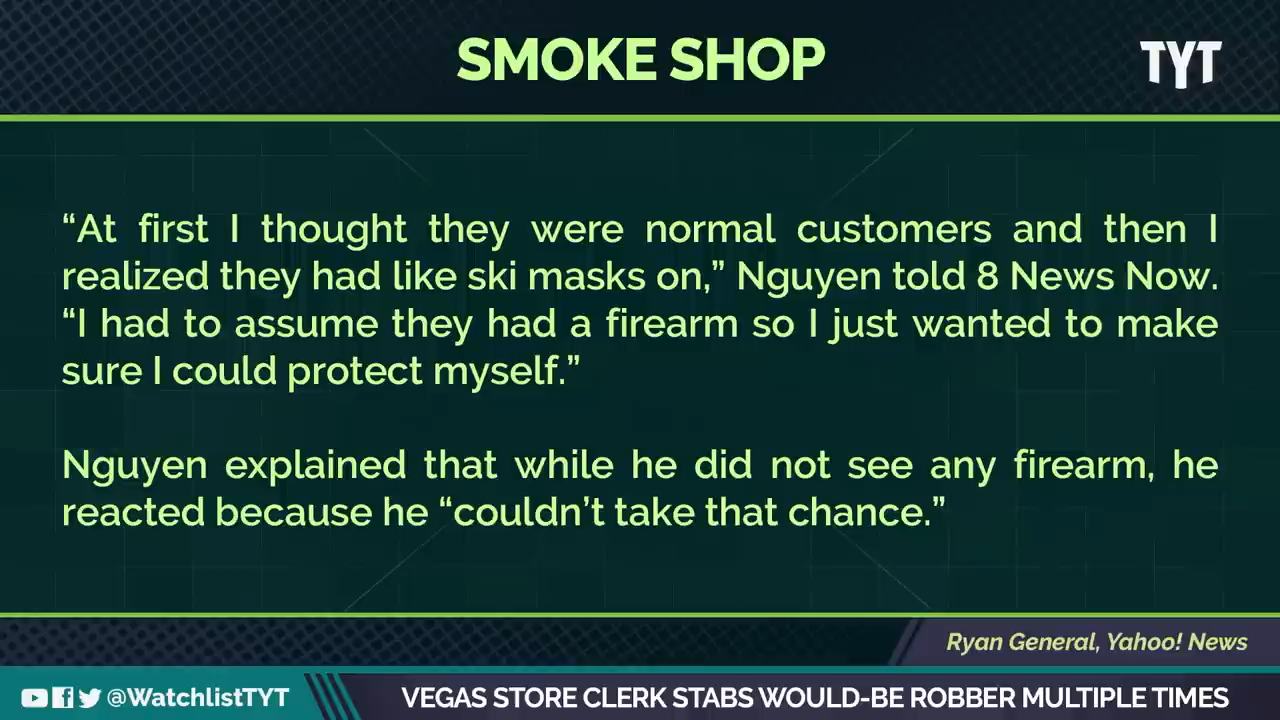 SMOKE SHOP
TYT
“At first I thought they were normal customers and then I
realized they had like ski masks on,” Nguyen told 8 News Now.
“I had to assume they had a firearm so I just wanted to make
sure I could protect myself.”
Nguyen explained that while he did not see any firearm, he
reacted because he “couldn’t take that chance.”
Ryan General, Yahoo! News
@WatchlistTYT
VEGAS STORE CLERK STABS WOULD-BE ROBBER MULTIPLE TIMES